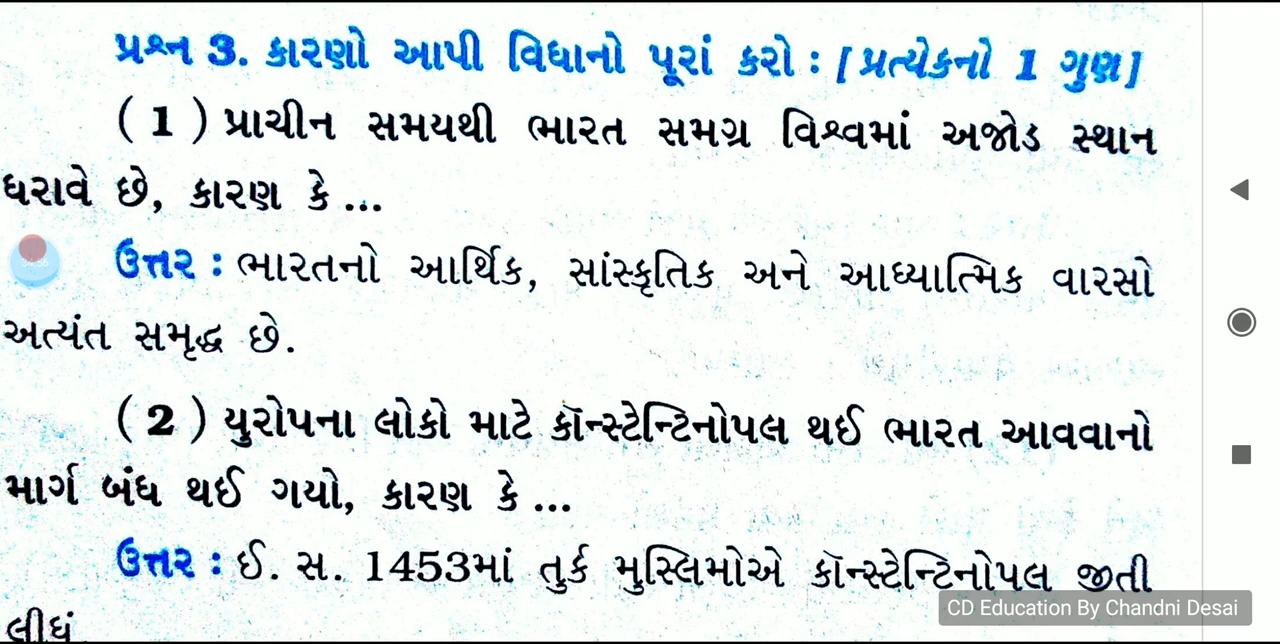 પ્રશ્ન 3. કારણો આપી વિધાનો પૂરાં કરો : [પ્રત્યેકનો 1 ગુણ]
( 1 ) પ્રાચીન સમયથી ભારત સમગ્ર વિશ્વમાં અજોડ સ્થાન
ધરાવે છે, કારણ કે ...
ઉત્તર : ભારતનો આર્થિક, સાંસ્કૃતિક અને આધ્યાત્મિક વારસો
અત્યંત સમૃદ્ધ છે.
( 2 ) યુરોપના લોકો માટે કૉન્સ્ટેન્ટિનોપલ થઈ ભારત આવવાનો
માર્ગ બંધ થઈ ગયો, કારણ કે ...
ઉત્તર : ઈ. સ. 1453માં તુર્ક મુસ્લિમોએ કૉન્સ્ટેન્ટિનોપલ જીતી
લીધું.
CD Education By Chandni Desai